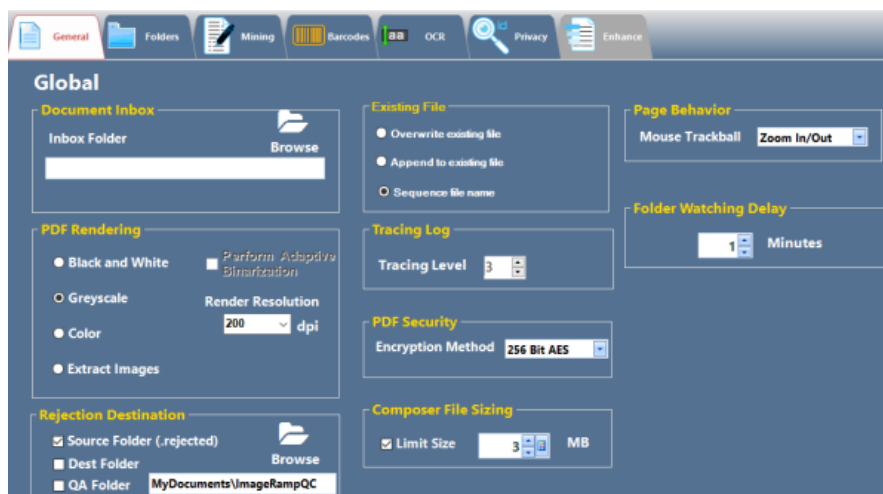 General Folders Mining Barcodes aa OCR id Privacy Enhance
Global
Document Inbox
Inbox Folder
Browse
PDF Rendering
Black and White
Perform Adaptive
Binarization
Greyscale
Render Resolution
200 dpi
Color
Extract Images
Rejection Destination
Source Folder (.rejected)
Browse
Dest Folder
QA Folder MyDocuments\ImageRampQC
Existing File
Overwrite existing file
Append to existing file
Sequence file name
Tracing Log
Tracing Level 3
PDF Security
Encryption Method 256 Bit AES
Composer File Sizing
Limit Size 3 MB
Page Behavior
Mouse Trackball Zoom In/Out
Folder Watching Delay
1 Minutes